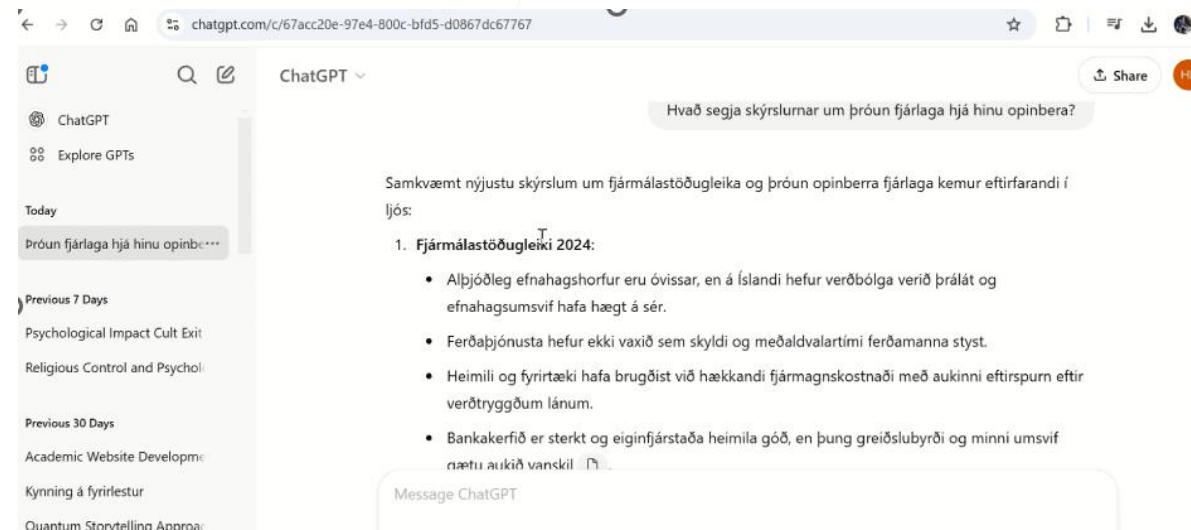 chatgpt.com/c/67acc20e-97e4-800c-bfd5-d0867dc67767
ChatGPT
Share
ChatGPT
Explore GPTs
Today
Þróun fjárlaga hjá hinu opinbe...
Previous 7 Days
Psychological Impact Cult Exit
Religious Control and Psychol
Previous 30 Days
Academic Website Developme
Kynning á fyrirlestur
Quantum Storytelling Approa
Hvað segja skýrslurnar um þróun fjárlaga hjá hinu opinbera?
Samkvæmt nýjustu skýrslum um fjármálastöðugleika og þróun opinberra fjárlaga kemur eftirfarandi í
ljós:
1. Fjármálastöðugleiki 2024:
• Alþjóðleg efnahagshorfur eru óvissar, en á Íslandi hefur verðbólga verið þrálát og
efnahagsumsvif hafa hægt á sér.
• Ferðaþjónusta hefur ekki vaxið sem skyldi og meðaldvalartími ferðamanna styst.
• Heimili og fyrirtæki hafa brugðist við hækkandi fjármagnskostnaði með aukinni eftirspurn eftir
verðtryggðum lánum.
• Bankakerfið er sterkt og eiginfjárstaða heimila góð, en þung greiðslubyrði og minni umsvif
gætu aukið vanskil .
Message ChatGPT